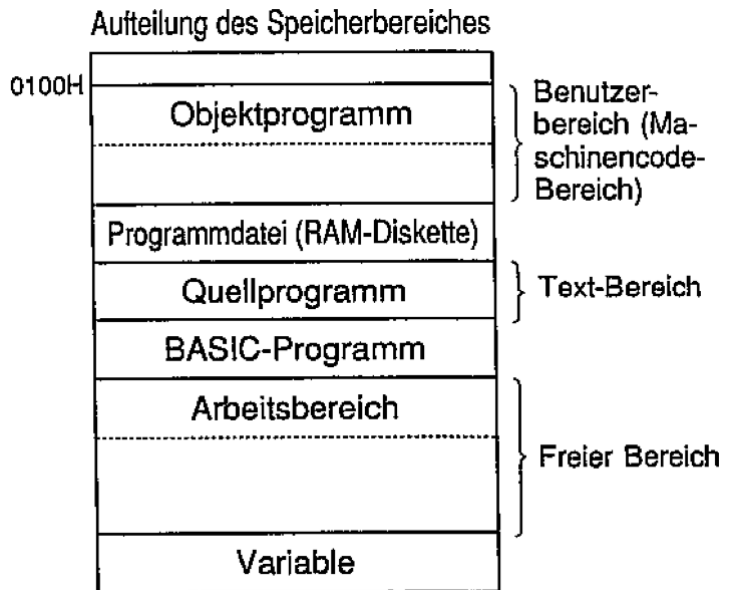 Aufteilung des Speicherbereiches
0100H
Objektprogramm
Benutzer-
bereich (Ma-
schinencode-
Bereich)
Programmdatei (RAM-Diskette)
Quellprogramm
Text-Bereich
BASIC-Programm
Arbeitsbereich
Freier Bereich
Variable